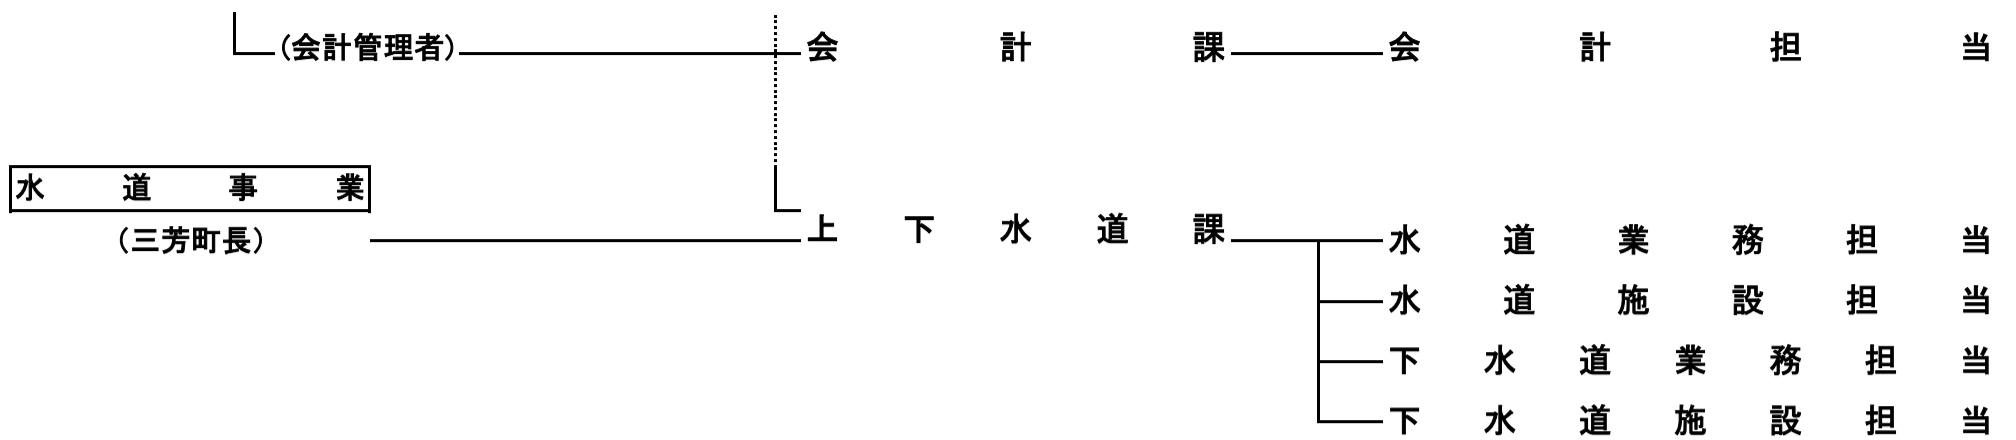 （会計管理者） 会計課 会計担当
水道事業
（三芳町長） 上下水道課 水道業務担当
水道施設担当
下水道業務担当
下水道施設担当